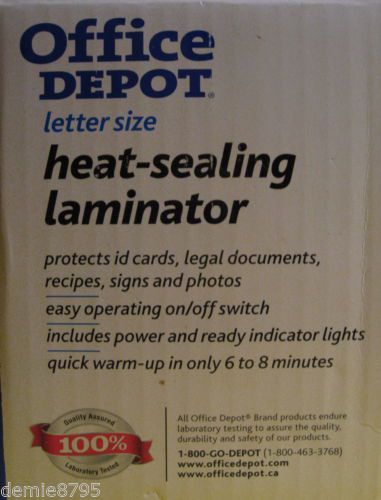 Office
DEPOT®
letter size
heat-sealing
laminator
protects id cards, legal documents,
recipes, signs and photos
easy operating on/off switch
includes power and ready indicator lights
quick warm-up in only 6 to 8 minutes
Quality Assured
100%
Laboratory Tested
All Office Depot® Brand products endure
laboratory testing to assure the quality,
durability and safety of our products.
1-800-GO-DEPOT (1-800-463-3768)
www.officedepot.com
www.officedepot.ca
demie8795